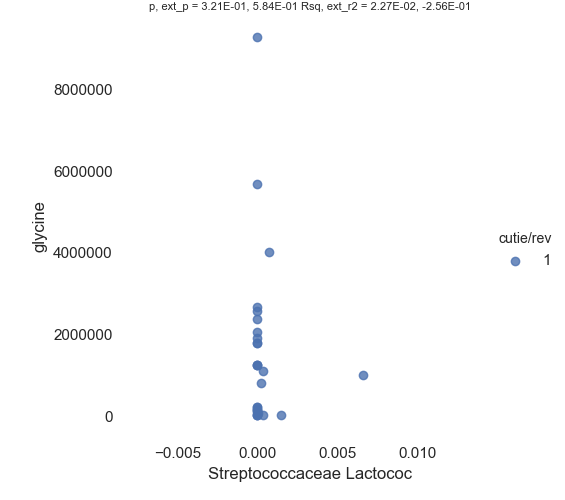 p, ext_p = 3.21E-01, 5.84E-01 Rsq, ext_r2 = 2.27E-02, -2.56E-01
8000000
6000000
4000000
2000000
0
glycine
cutie/rev
1
−0.005 0.000 0.005 0.010
Streptococcaceae Lactococ